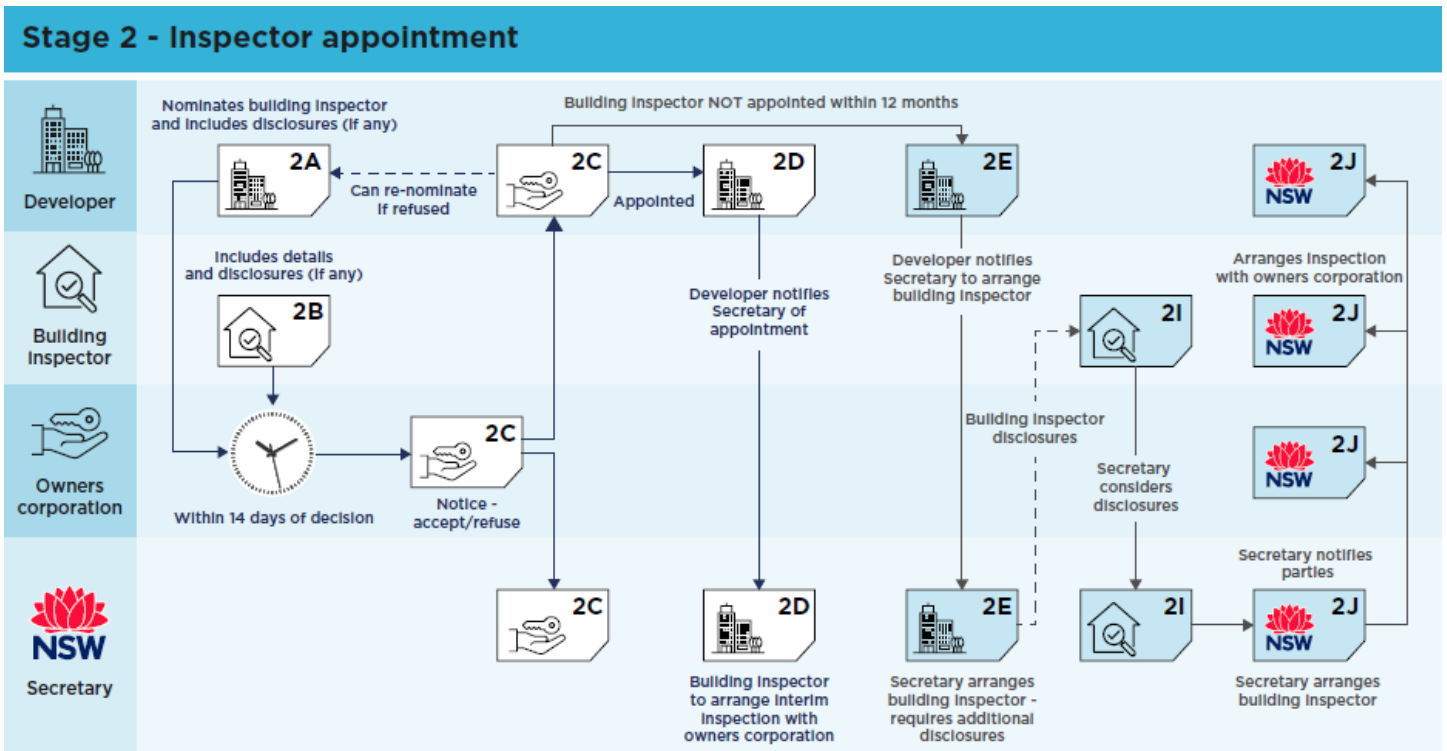 Stage 2 - Inspector appointment
Developer
Nominates building inspector
and includes disclosures (if any)
2A
Can re-nominate
if refused
Building inspector NOT appointed within 12 months
2C
Appointed
2D
2E
2J
NSW
Building
Inspector
Includes details
and disclosures (if any)
2B
Developer notifies
Secretary of
appointment
Developer notifies
Secretary to arrange
building inspector
2I
Arranges inspection
with owners corporation
2J
NSW
Owners
corporation
Within 14 days of decision
2C
Notice -
accept/refuse
Building inspector
disclosures
Secretary
considers
disclosures
2J
NSW
NSW
Secretary
2C
2D
Building inspector
to arrange interim
inspection with
owners corporation
2E
Secretary arranges
building inspector -
requires additional
disclosures
2I
Secretary notifies
parties
2J
NSW
Secretary arranges
building inspector